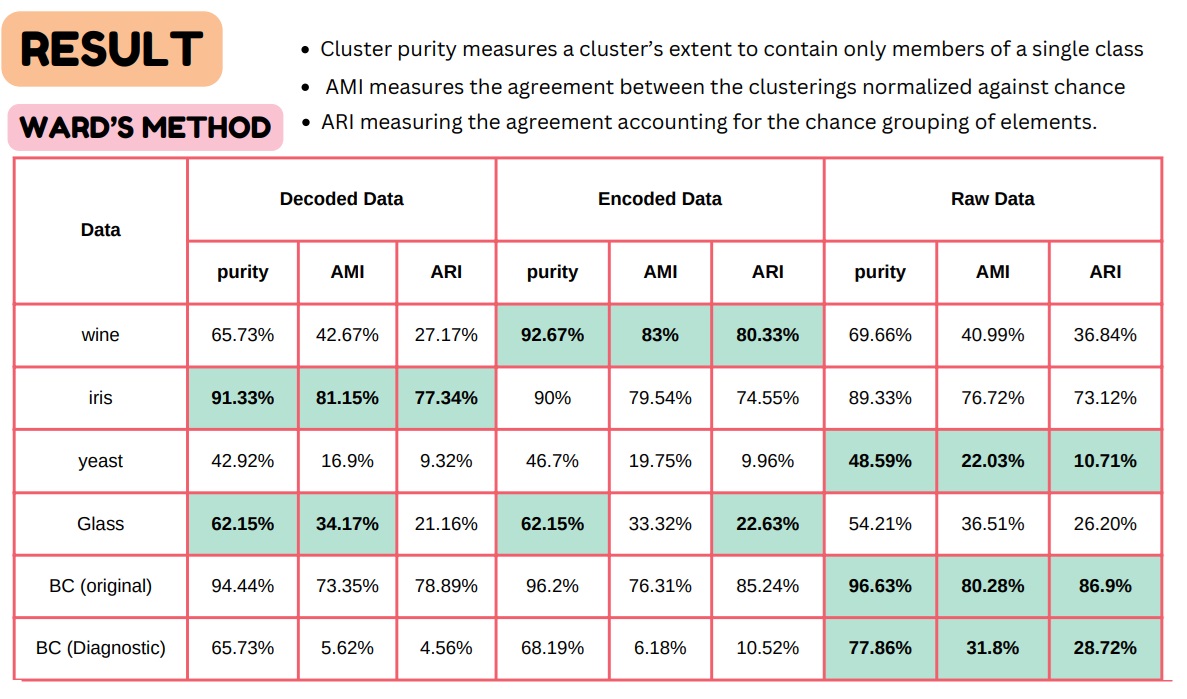 RESULT
• Cluster purity measures a cluster's extent to contain only members of a single class
• AMI measures the agreement between the clusterings normalized against chance
WARD'S METHOD
• ARI measuring the agreement accounting for the chance grouping of elements.
Data Decoded Data Encoded Data Raw Data
purity AMI ARI purity AMI ARI purity AMI ARI
wine 65.73% 42.67% 27.17% 92.67% 83% 80.33% 69.66% 40.99% 36.84%
iris 91.33% 81.15% 77.34% 90% 79.54% 74.55% 89.33% 76.72% 73.12%
yeast 42.92% 16.9% 9.32% 46.7% 19.75% 9.96% 48.59% 22.03% 10.71%
Glass 62.15% 34.17% 21.16% 62.15% 33.32% 22.63% 54.21% 36.51% 26.20%
BC (original) 94.44% 73.35% 78.89% 96.2% 76.31% 85.24% 96.63% 80.28% 86.9%
BC (Diagnostic) 65.73% 5.62% 4.56% 68.19% 6.18% 10.52% 77.86% 31.8% 28.72%